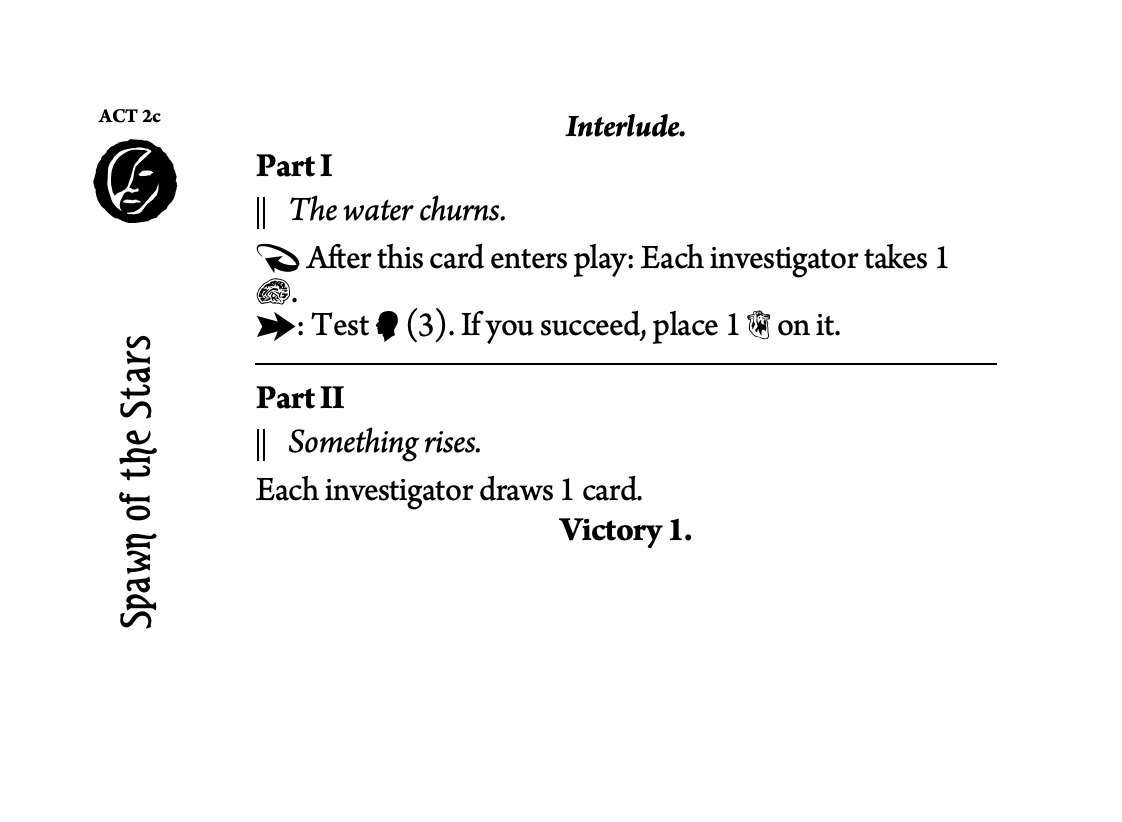 ACT 2c
Interlude.
Part I
The water churns.
After this card enters play: Each investigator takes 1
.
: Test (3). If you succeed, place 1 on it.
Part II
Something rises.
Each investigator draws 1 card.
Victory 1.
Spawn of the Stars